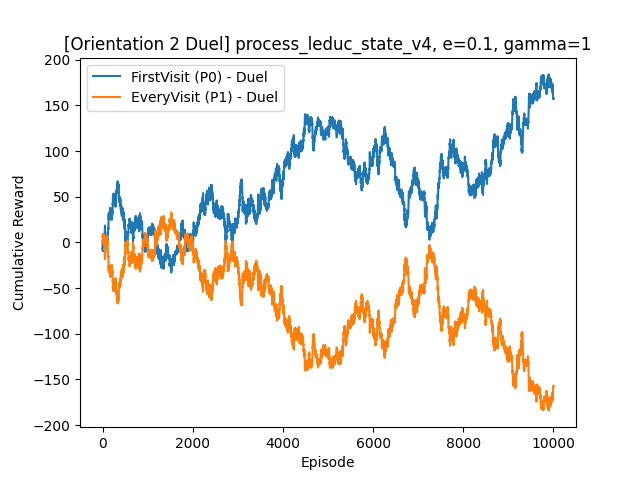 [Orientation 2 Duel] process_leduc_state_v4, e=0.1, gamma=1
FirstVisit (P0) - Duel
EveryVisit (P1) - Duel
Cumulative Reward
200
150
100
50
0
−50
−100
−150
−200
0 2000 4000 6000 8000 10000
Episode